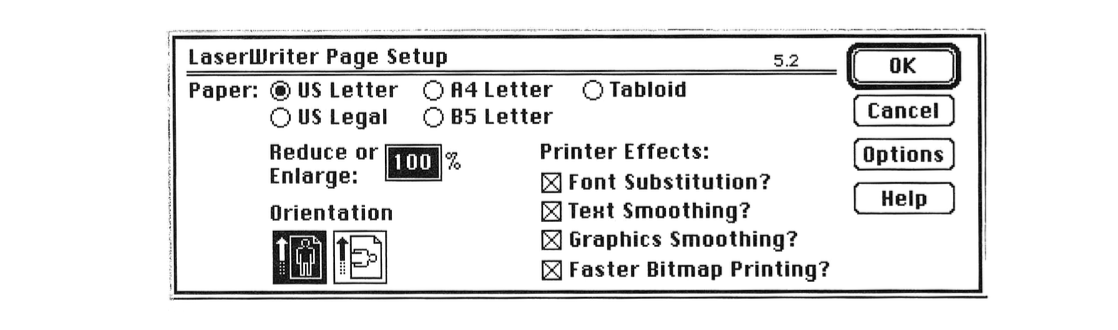 LaserWriter Page Setup 5.2 OK
Paper: US Letter A4 Letter Tabloid
US Legal B5 Letter Cancel
Reduce or 100 % Printer Effects: Options
Enlarge:
Font Substitution? Help
Orientation Text Smoothing?
Graphics Smoothing?
Faster Bitmap Printing?